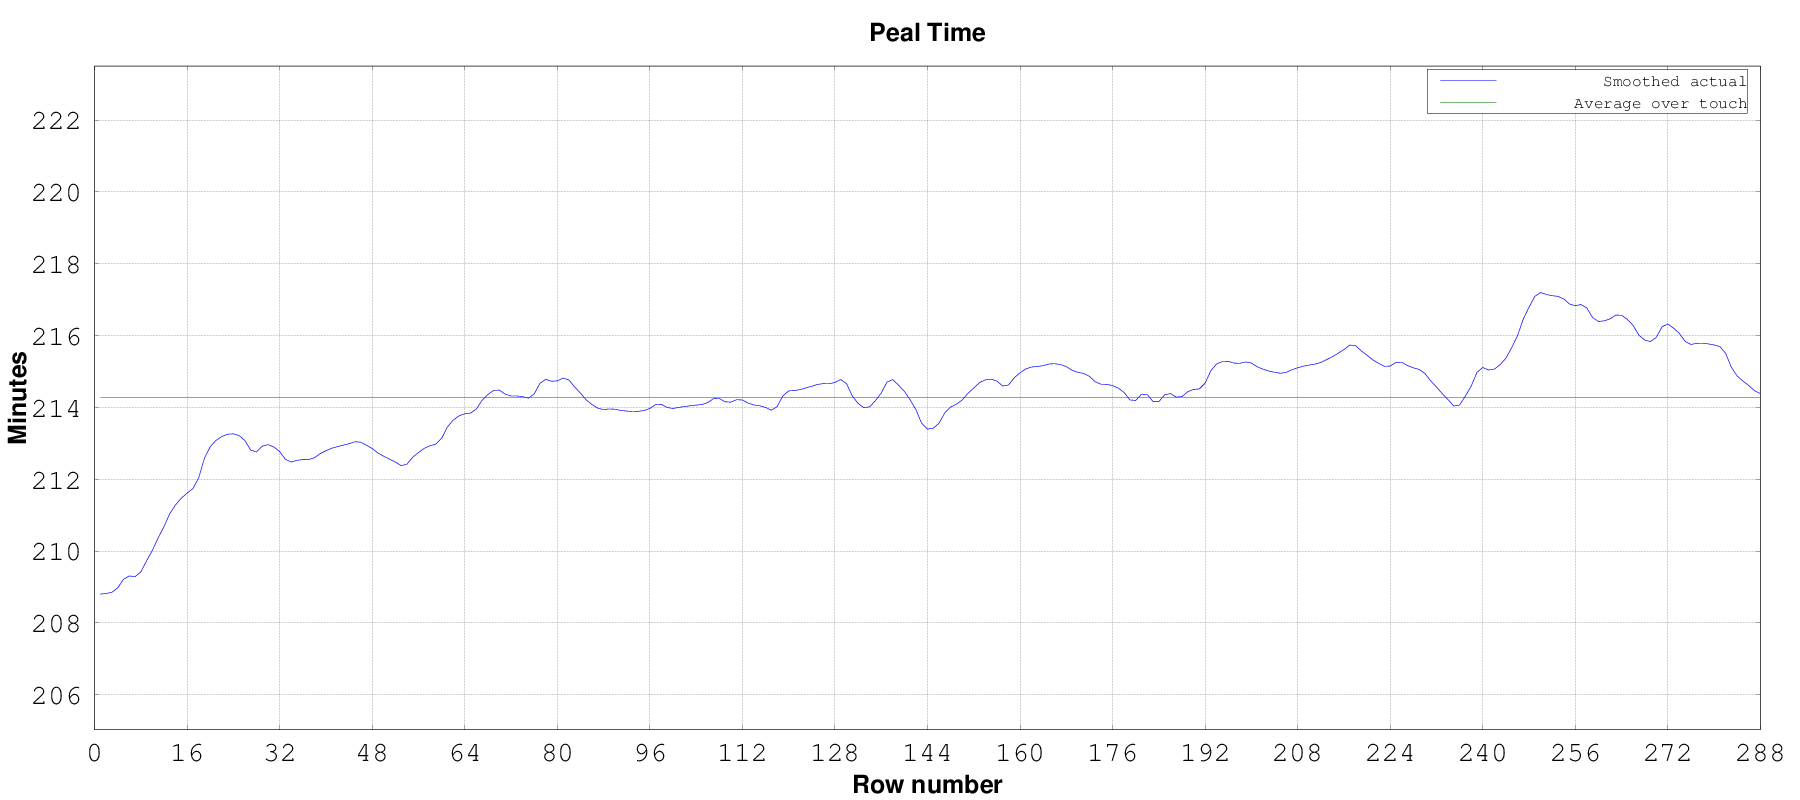 Peal Time
Smoothed actual
Average over touch
222
220
218
216
214
212
210
208
206
Minutes
0 16 32 48 64 80 96 112 128 144 160 176 192 208 224 240 256 272 288
Row number